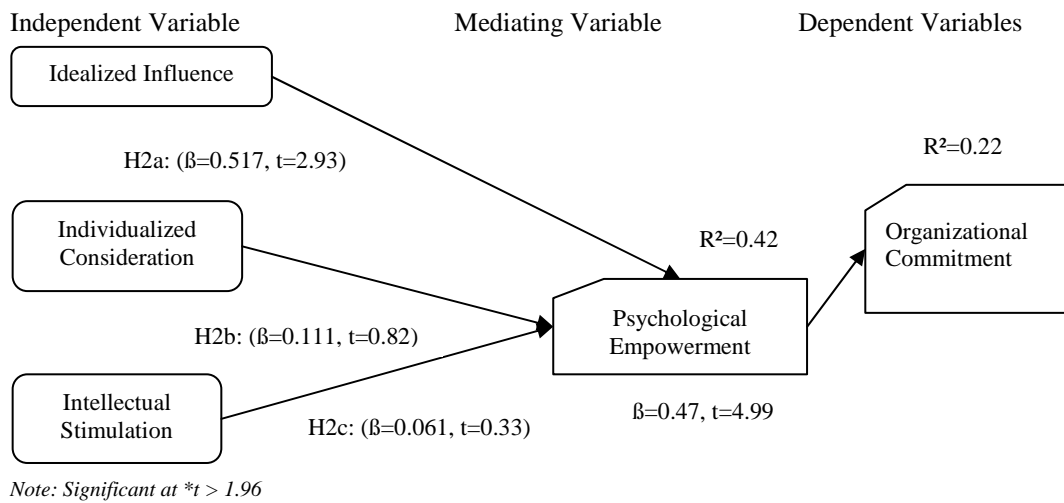 Independent Variable
Mediating Variable
Dependent Variables
Idealized Influence
H2a: (ß=0.517, t=2.93)
R²=0.22
Individualized
Consideration
R²=0.42
Organizational
Commitment
H2b: (ß=0.111, t=0.82)
Psychological
Empowerment
Intellectual
Stimulation
H2c: (ß=0.061, t=0.33)
ß=0.47, t=4.99
Note: Significant at *t > 1.96